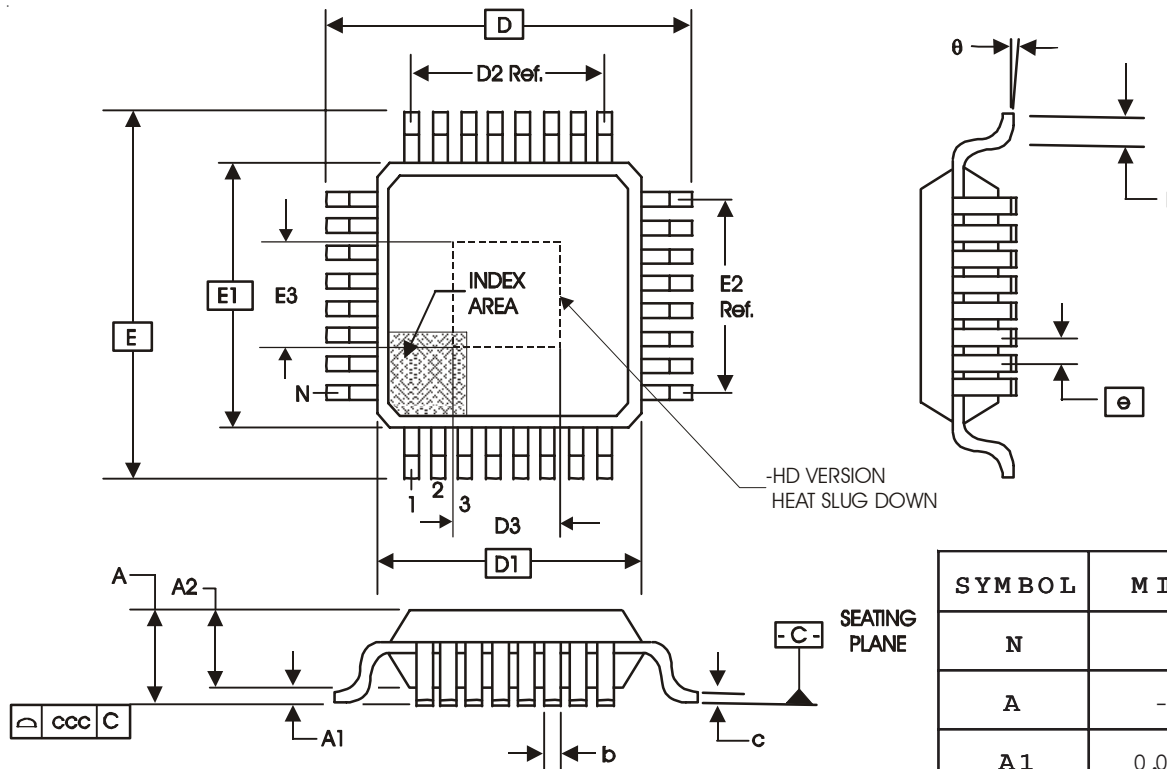 D
D2 Ref.
θ
E
E1
E3
INDEX
AREA
E2
Ref.
N
1
2
3
D3
D1
-HD VERSION
HEAT SLUG DOWN
e
A
A2
SEATING
PLANE
-C-
ccc C
A1
b
c
SYMBOL
N
A
-
A1